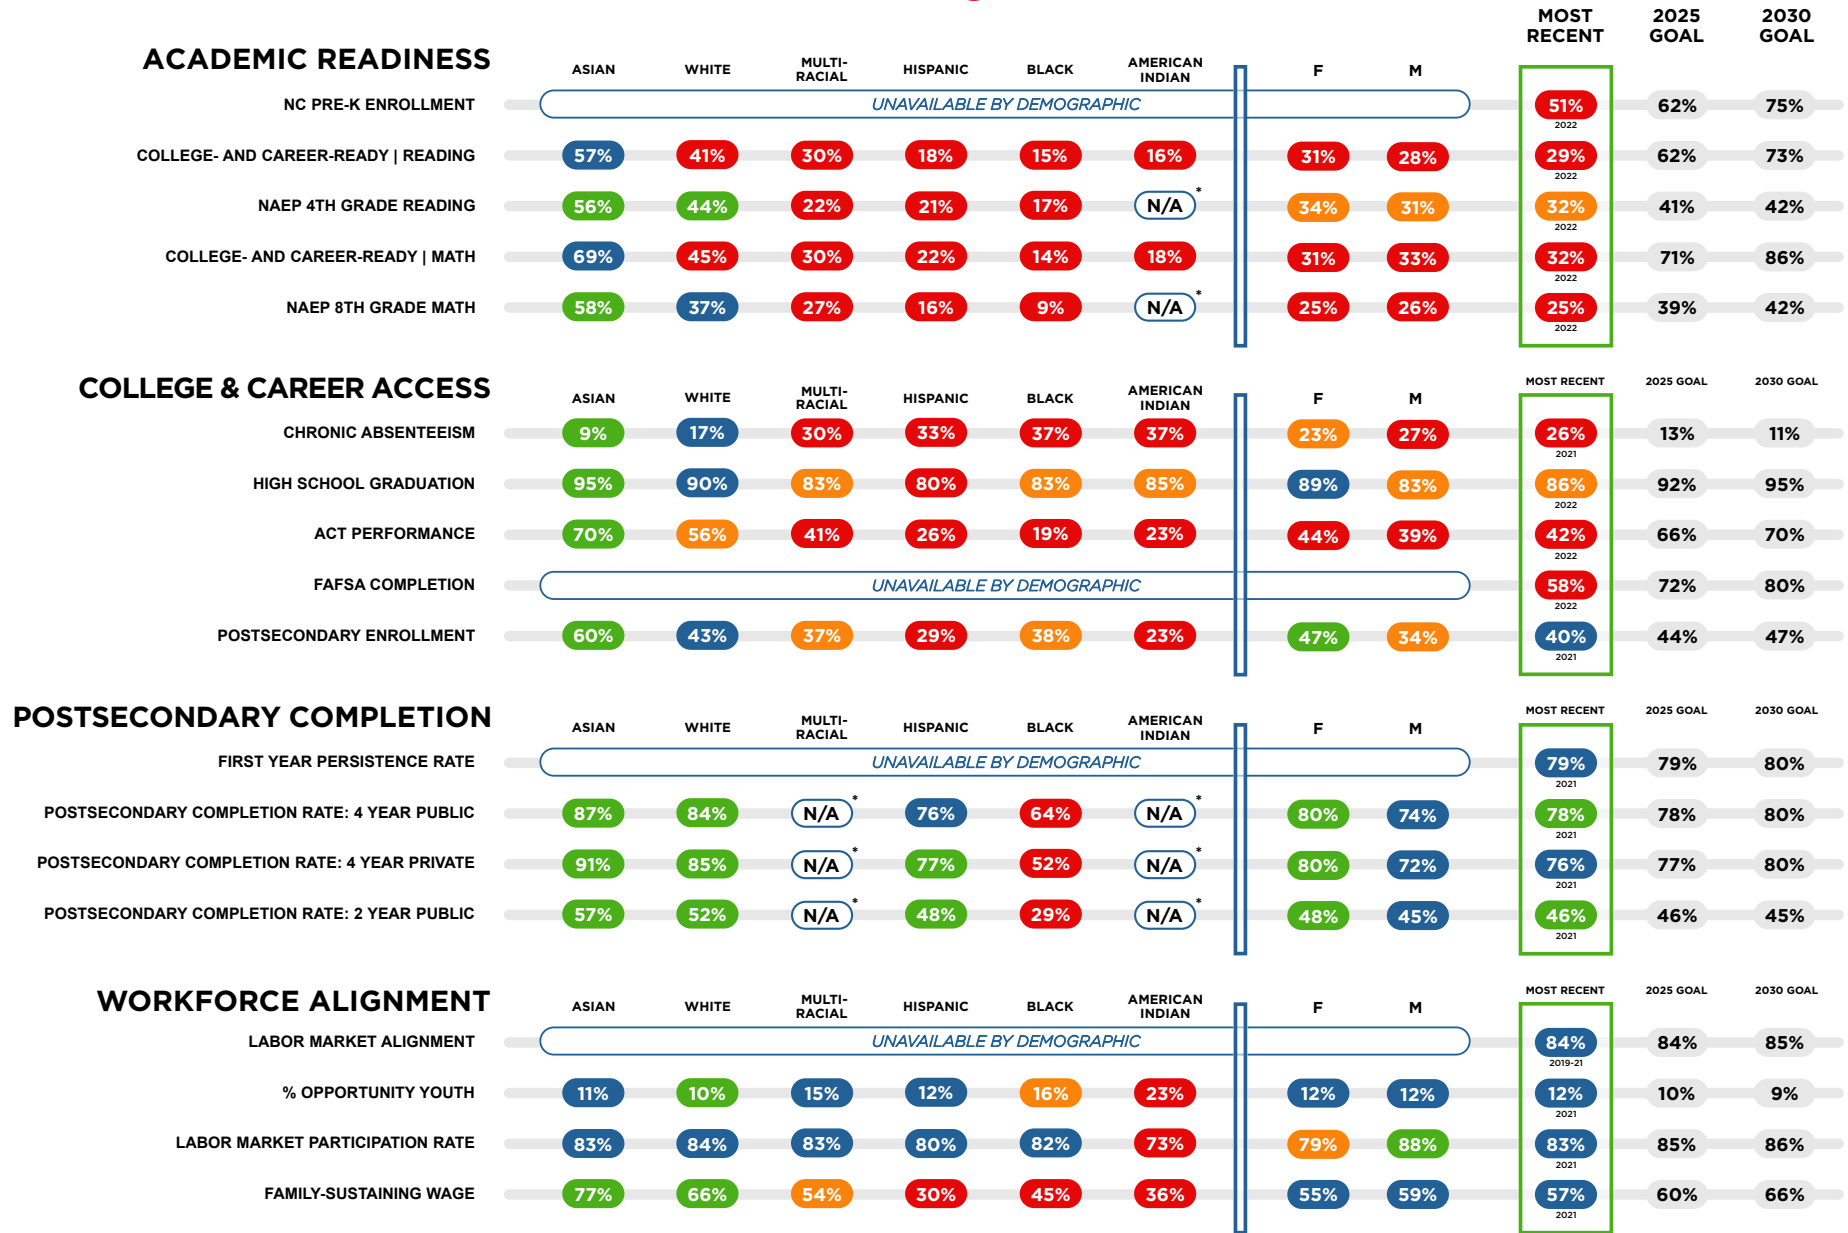 MOST RECENT 2025 GOAL 2030 GOAL
ACADEMIC READINESS
ASIAN WHITE MULTI-RACIAL HISPANIC BLACK AMERICAN INDIAN F M
NC PRE-K ENROLLMENT UNAVAILABLE BY DEMOGRAPHIC 51% 62% 75%
2022
COLLEGE- AND CAREER-READY | READING 57% 41% 30% 18% 15% 16% 31% 28% 29% 62% 73%
2022
NAEP 4TH GRADE READING 56% 44% 22% 21% 17% N/A* 34% 31% 32% 41% 42%
2022
COLLEGE- AND CAREER-READY | MATH 69% 45% 30% 22% 14% 18% 31% 33% 32% 71% 86%
2022
NAEP 8TH GRADE MATH 58% 37% 27% 16% 9% N/A* 25% 26% 25% 39% 42%
2022
COLLEGE & CAREER ACCESS
ASIAN WHITE MULTI-RACIAL HISPANIC BLACK AMERICAN INDIAN F M MOST RECENT 2025 GOAL 2030 GOAL
CHRONIC ABSENTEEISM 9% 17% 30% 33% 37% 37% 23% 27% 26% 13% 11%
2021
HIGH SCHOOL GRADUATION 95% 90% 83% 80% 83% 85% 89% 83% 86% 92% 95%
2022
ACT PERFORMANCE 70% 56% 41% 26% 19% 23% 44% 39% 42% 66% 70%
2022
FAFSA COMPLETION UNAVAILABLE BY DEMOGRAPHIC 58% 72% 80%
2022
POSTSECONDARY ENROLLMENT 60% 43% 37% 29% 38% 23% 47% 34% 40% 44% 47%
2021
POSTSECONDARY COMPLETION
ASIAN WHITE MULTI-RACIAL HISPANIC BLACK AMERICAN INDIAN F M MOST RECENT 2025 GOAL 2030 GOAL
FIRST YEAR PERSISTENCE RATE UNAVAILABLE BY DEMOGRAPHIC 79% 79% 80%
2021
POSTSECONDARY COMPLETION RATE: 4 YEAR PUBLIC 87% 84% N/A* 76% 64% N/A* 80% 74% 78% 78% 80%
2021
POSTSECONDARY COMPLETION RATE: 4 YEAR PRIVATE 91% 85% N/A* 77% 52% N/A* 80% 72% 76% 77% 80%
2021
POSTSECONDARY COMPLETION RATE: 2 YEAR PUBLIC 57% 52% N/A* 48% 29% N/A* 48% 45% 46% 46% 45%
2021
WORKFORCE ALIGNMENT
ASIAN WHITE MULTI-RACIAL HISPANIC BLACK AMERICAN INDIAN F M MOST RECENT 2025 GOAL 2030 GOAL
LABOR MARKET ALIGNMENT UNAVAILABLE BY DEMOGRAPHIC 84% 84% 85%
2019-21
% OPPORTUNITY YOUTH 11% 10% 15% 12% 16% 23% 12% 12% 12% 10% 9%
2021
LABOR MARKET PARTICIPATION RATE 83% 84% 83% 80% 82% 73% 79% 88% 83% 85% 86%
2021
FAMILY-SUSTAINING WAGE 77% 66% 54% 30% 45% 36% 55% 59% 57% 60% 66%
2021